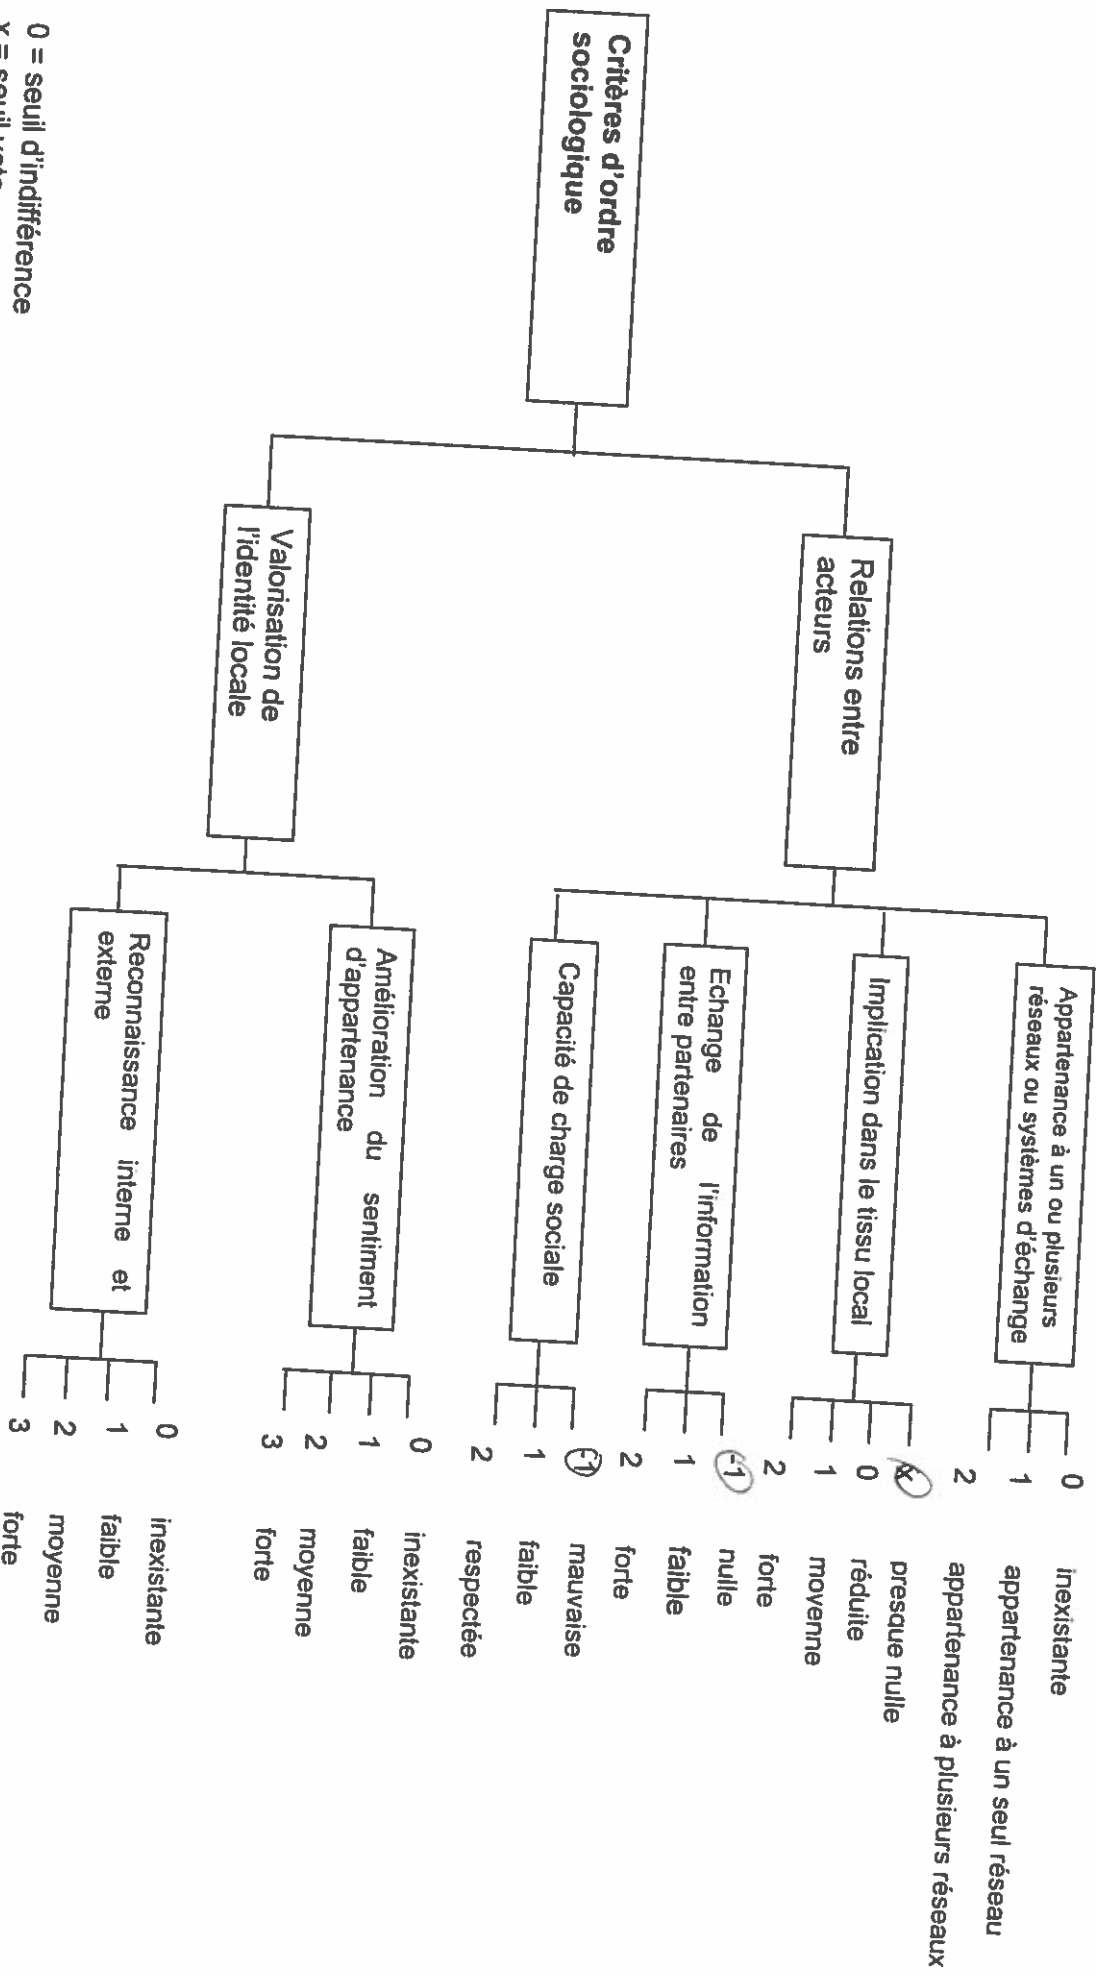 Critères d'ordre
sociologique
Relations entre
acteurs
Appartenance à un ou plusieurs
réseaux ou systèmes d'échange
0 inexistante
1 appartenance à un seul réseau
2 appartenance à plusieurs réseaux
Implication dans le tissu local
x presque nulle
0 réduite
1 moyenne
2 forte
Echange de l'information
entre partenaires
-1 nulle
1 faible
2 forte
Capacité de charge sociale
-1 mauvaise
1 faible
2 respectée
Valorisation de
l'identité locale
Amélioration du sentiment
d'appartenance
0 inexistante
1 faible
2 moyenne
3 forte
Reconnaissance interne et
externe
0 inexistante
1 faible
2 moyenne
3 forte
0 = seuil d'indifférence
x = seuil veto